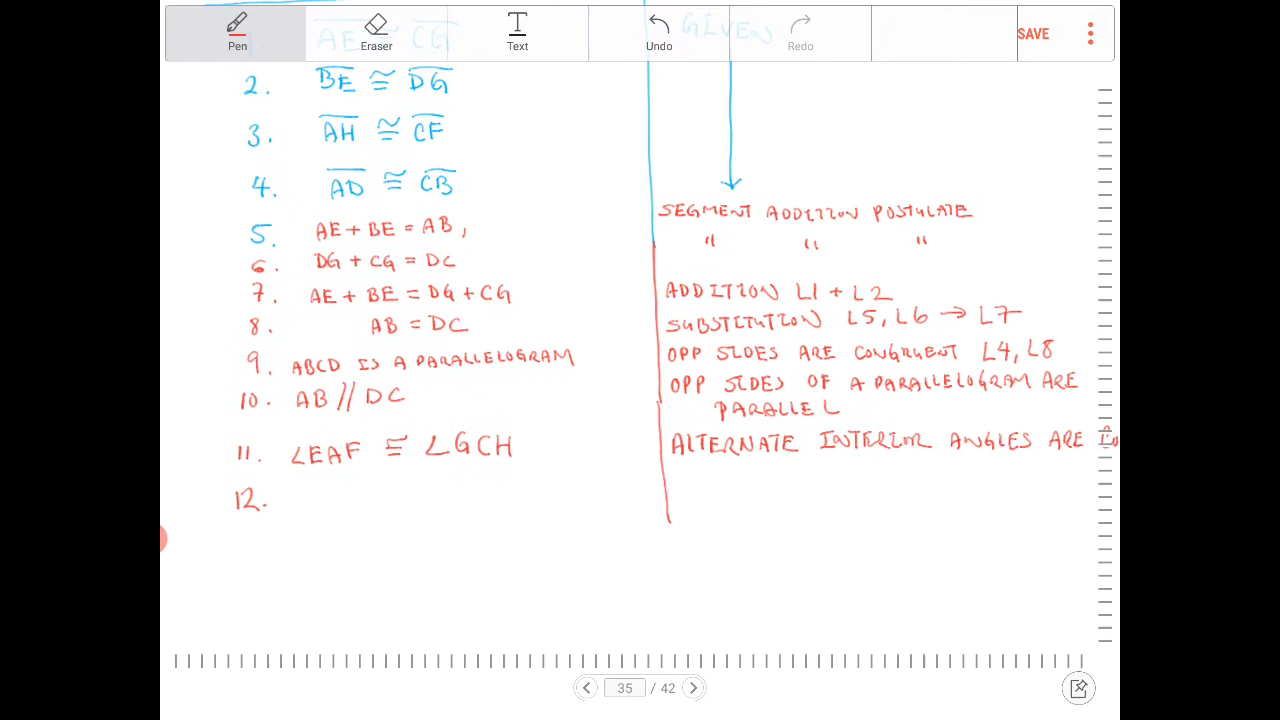 Pen
Eraser
Text
Undo
Redo
SAVE
AE ≅ CG GIVEN
2. BE ≅ DG
3. AH ≅ CF
4. AD ≅ CB
5. AE + BE = AB, SEGMENT ADDITION POSTULATE
6. DG + CG = DC " " "
7. AE + BE = DG + CG ADDITION L1 + L2
8. AB = DC SUBSTITUTION L5, L6 → L7
9. ABCD IS A PARALLELOGRAM OPP SIDES ARE CONGRUENT L4, L8
10. AB // DC OPP SIDES OF A PARALLELOGRAM ARE
PARALLEL
11. ∠EAF ≅ ∠GCH ALTERNATE INTERIOR ANGLES ARE
12.
35 / 42